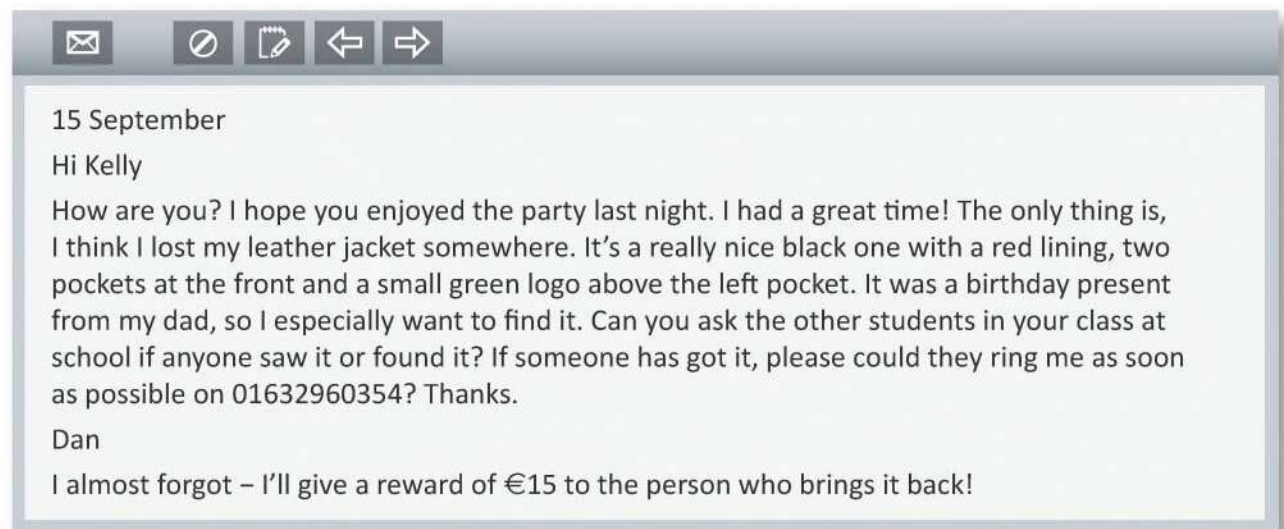 15 September
Hi Kelly
How are you? I hope you enjoyed the party last night. I had a great time! The only thing is,
I think I lost my leather jacket somewhere. It’s a really nice black one with a red lining, two
pockets at the front and a small green logo above the left pocket. It was a birthday present
from my dad, so I especially want to find it. Can you ask the other students in your class at
school if anyone saw it or found it? If someone has got it, please could they ring me as soon
as possible on 01632960354? Thanks.
Dan
I almost forgot – I’ll give a reward of €15 to the person who brings it back!